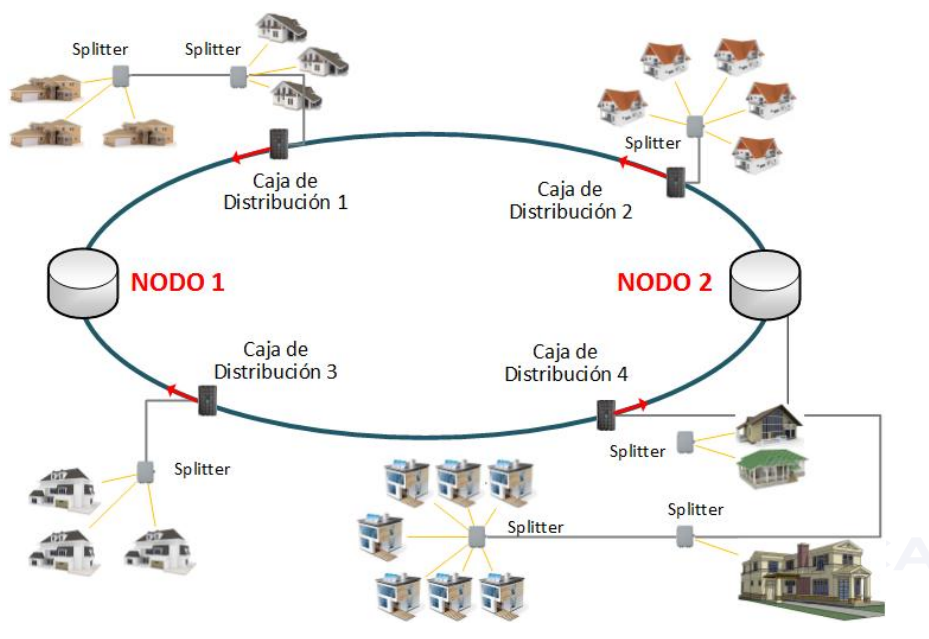 Splitter
Splitter
Splitter
Caja de
Distribución 1
Caja de
Distribución 2
NODO 1
NODO 2
Caja de
Distribución 3
Caja de
Distribución 4
Splitter
Splitter
Splitter
Splitter
CA